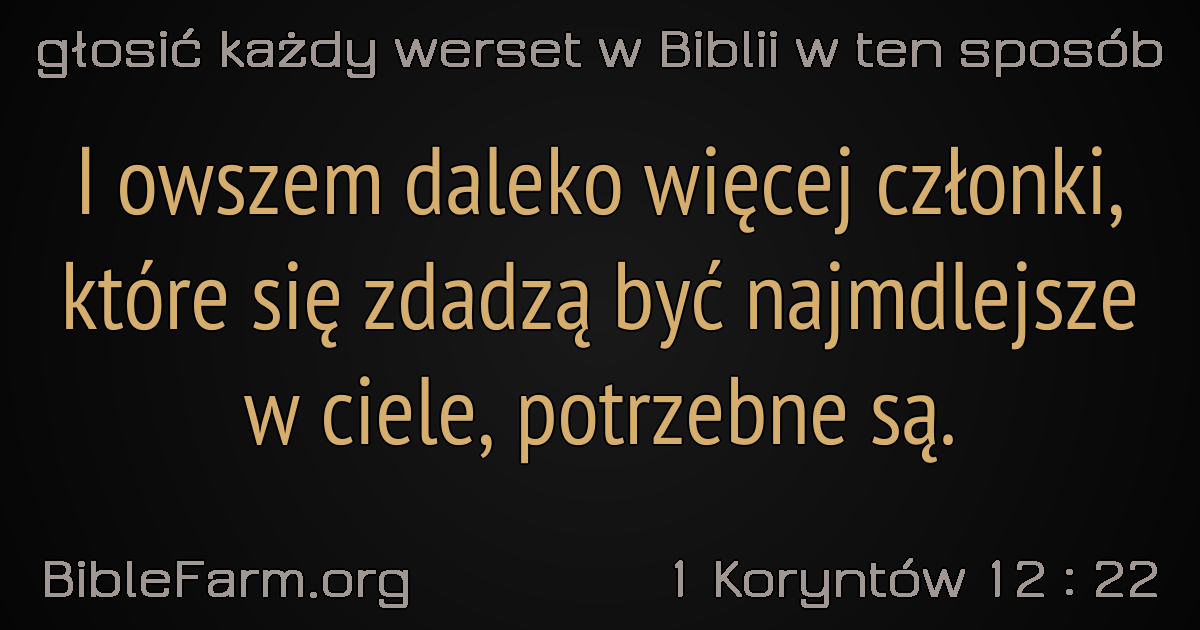 głosić każdy werset w Biblii w ten sposób
I owszem daleko więcej członki,
które się zdadzą być najmdlejsze
w ciele, potrzebne są.
BibleFarm.org
1 Koryntów 12 : 22